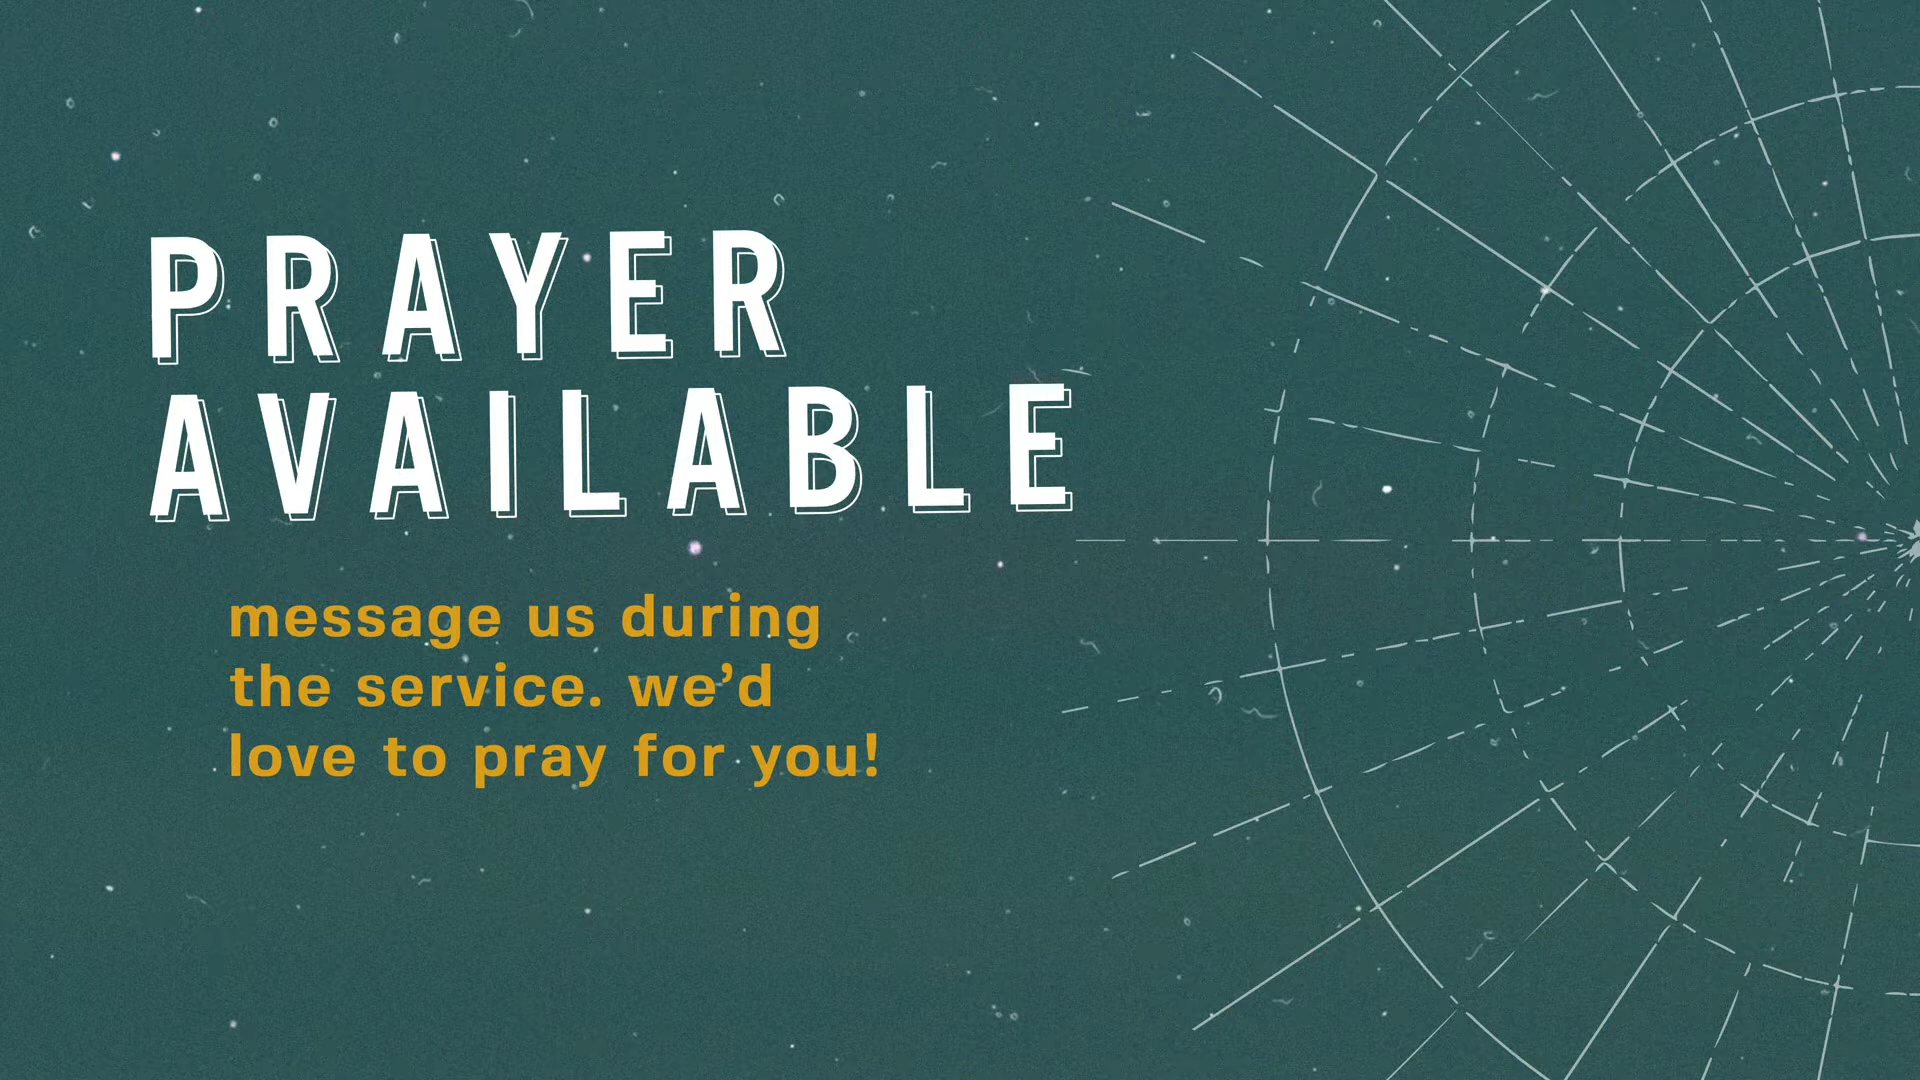 PRAYER
AVAILABLE
message us during
the service. we’d
love to pray for you!